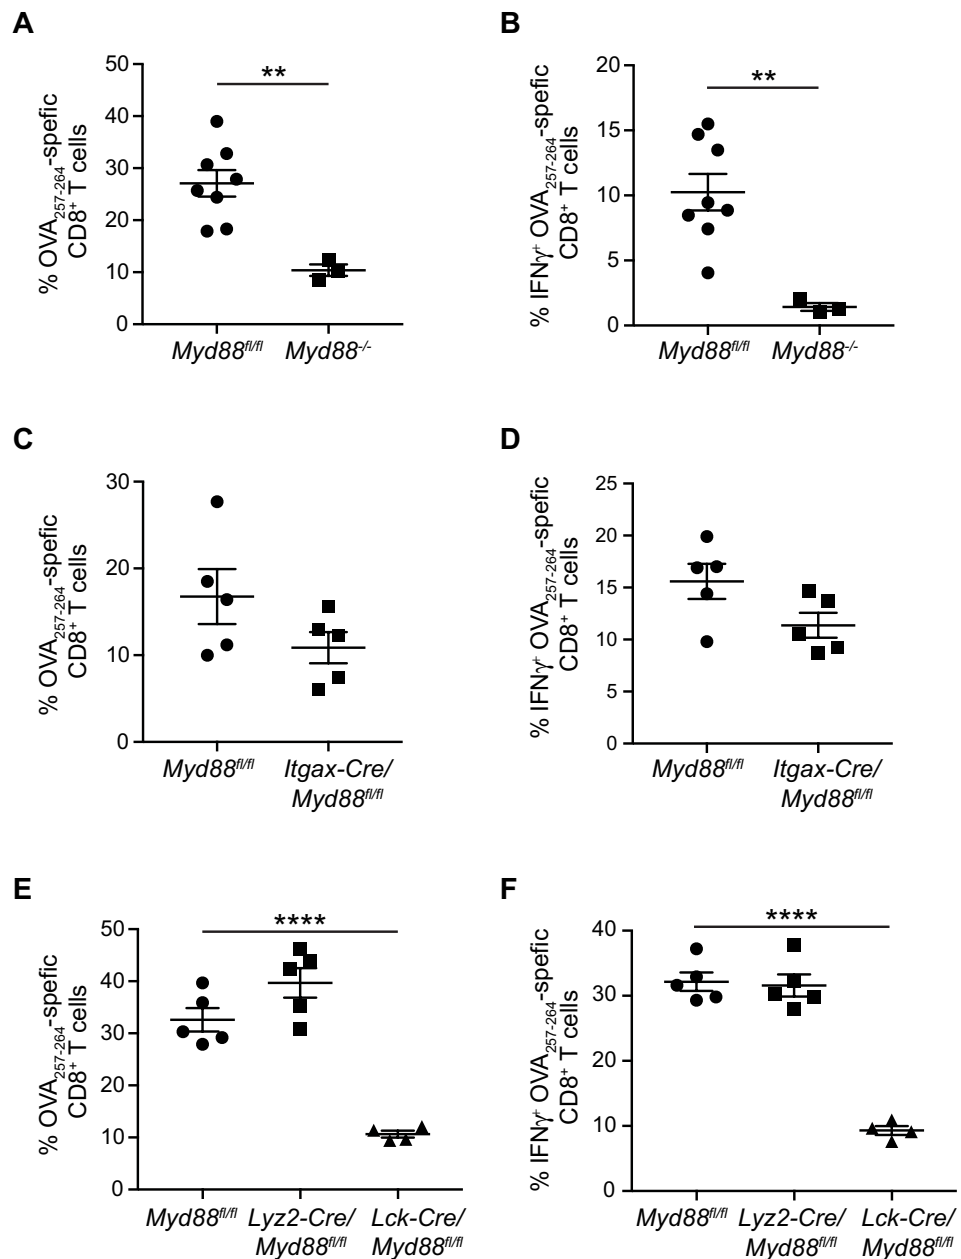 A
% OVA257-264-spefic
CD8+ T cells
50
40
30
20
10
0
**
Myd88fl/fl
Myd88-/-
B
% IFNγ+ OVA257-264-spefic
CD8+ T cells
20
15
10
5
0
**
Myd88fl/fl
Myd88-/-
C
% OVA257-264-spefic
CD8+ T cells
30
20
10
0
Myd88fl/fl
Itgax-Cre/
Myd88fl/fl
D
% IFNγ+ OVA257-264-spefic
CD8+ T cells
25
20
15
10
5
0
Myd88fl/fl
Itgax-Cre/
Myd88fl/fl
E
% OVA257-264-spefic
CD8+ T cells
50
40
30
20
10
0
****
Myd88fl/fl
Lyz2-Cre/
Myd88fl/fl
Lck-Cre/
Myd88fl/fl
F
% IFNγ+ OVA257-264-spefic
CD8+ T cells
40
30
20
10
0
****
Myd88fl/fl
Lyz2-Cre/
Myd88fl/fl
Lck-Cre/
Myd88fl/fl